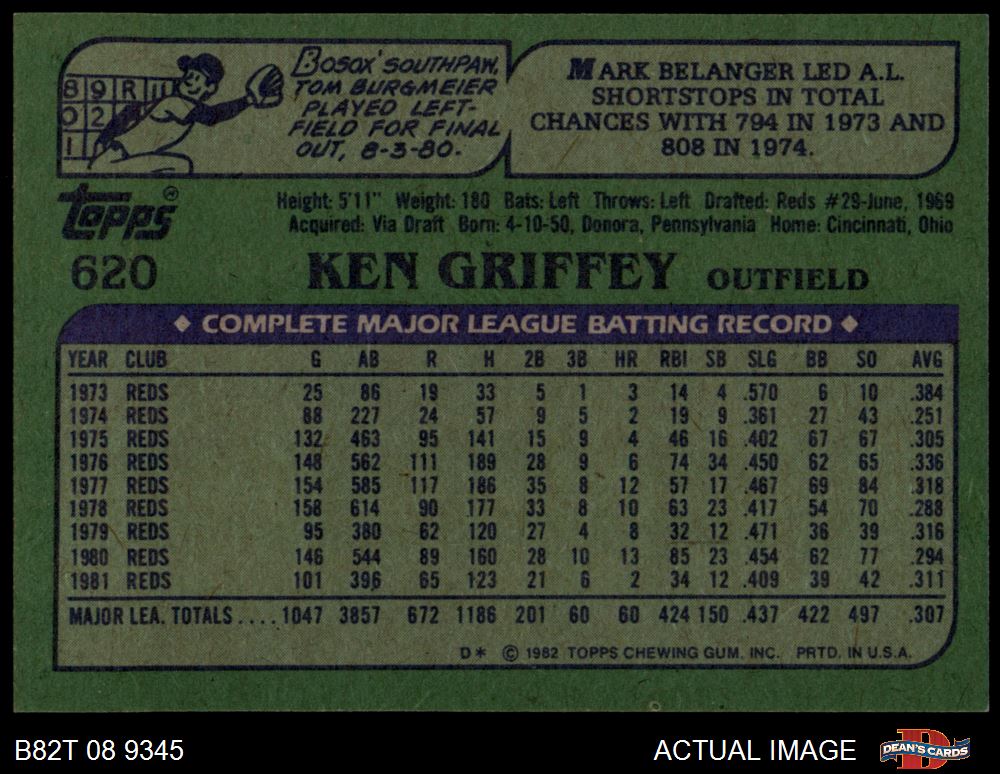 89R
02
1
BOSOX' SOUTHPAW,
TOM BURGMEIER
PLAYED LEFT-
FIELD FOR FINAL
OUT, 8-3-80.
MARK BELANGER LED A.L.
SHORTSTOPS IN TOTAL
CHANCES WITH 794 IN 1973 AND
808 IN 1974.
topps®
Height: 5'11" Weight: 180 Bats: Left Throws: Left Drafted: Reds #29-June, 1969
Acquired: Via Draft Born: 4-10-50, Donora, Pennsylvania Home: Cincinnati, Ohio
620 KEN GRIFFEY OUTFIELD
◆ COMPLETE MAJOR LEAGUE BATTING RECORD ◆
YEAR CLUB G AB R H 2B 3B HR RBI SB SLG BB SO AVG
1973 REDS 25 86 19 33 5 1 3 14 4 .570 6 10 .384
1974 REDS 88 227 24 57 9 5 2 19 9 .361 27 43 .251
1975 REDS 132 463 95 141 15 9 4 46 16 .402 67 67 .305
1976 REDS 148 562 111 189 28 9 6 74 34 .450 62 65 .336
1977 REDS 154 585 117 186 35 8 12 57 17 .467 69 84 .318
1978 REDS 158 614 90 177 33 8 10 63 23 .417 54 70 .288
1979 REDS 95 380 62 120 27 4 8 32 12 .471 36 39 .316
1980 REDS 146 544 89 160 28 10 13 85 23 .454 62 77 .294
1981 REDS 101 396 65 123 21 6 2 34 12 .409 39 42 .311
MAJOR LEA. TOTALS .... 1047 3857 672 1186 201 60 60 424 150 .437 422 497 .307
D* © 1982 TOPPS CHEWING GUM, INC. PRTD. IN U.S.A.
B82T 08 9345 ACTUAL IMAGE DEAN'S CARDS